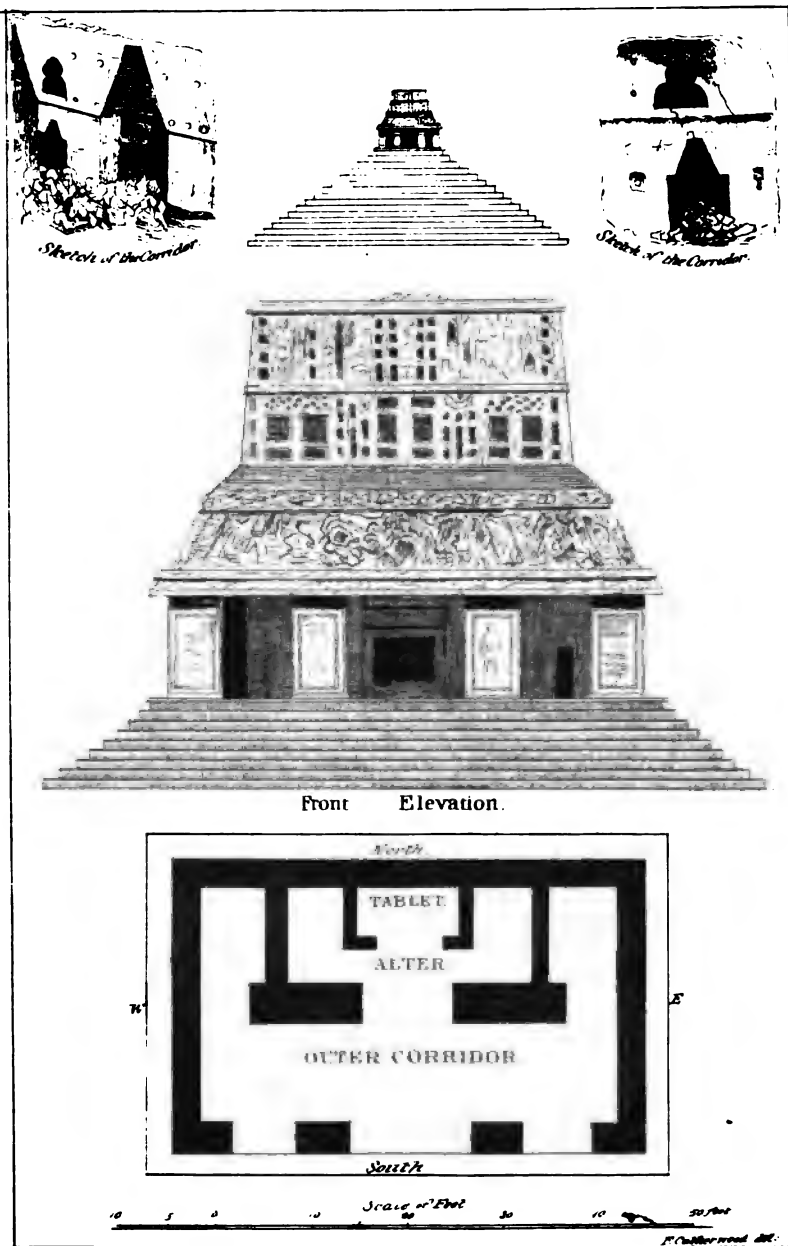 Sketch of the Corridor.
Sketch of the Corridor.
Front Elevation.
North.
TABLET
ALTER
W
E
OUTER CORRIDOR
South
Scale of Feet
10 5 0 10 20 30 40 50 feet
F. Catherwood del.